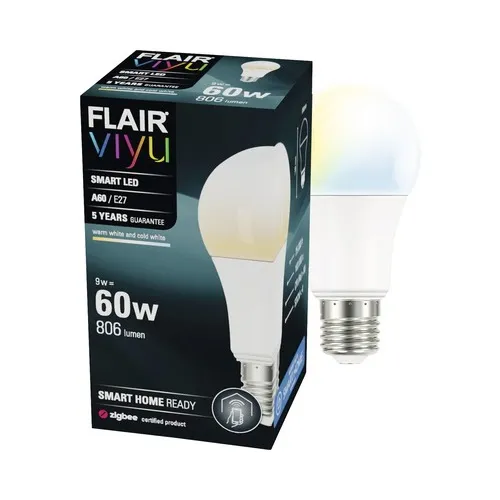 FLAIR
viyu
SMART LED
A60 / E27
5 YEARS GUARANTEE
warm white and cold white
9w=
60w
806 lumen
SMART HOME READY
zigbee certified product
60w
806 lumen